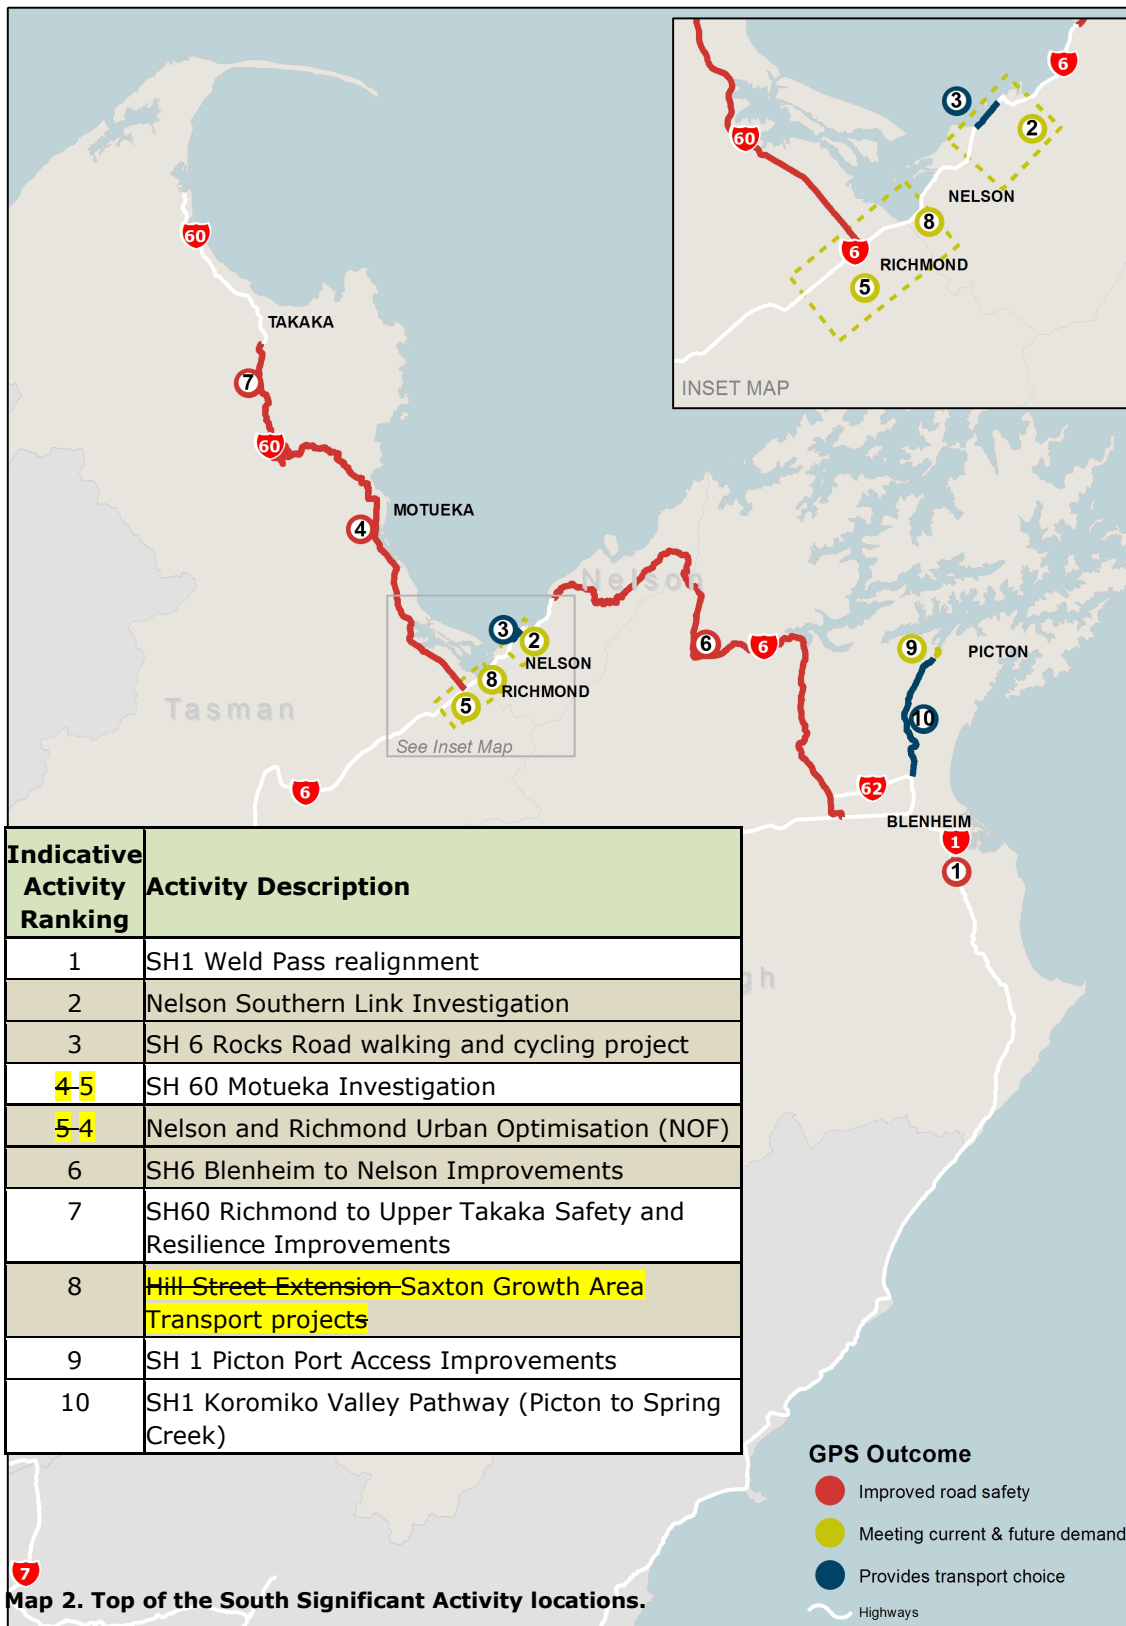 6
3
2
60
NELSON
8
6
RICHMOND
5
INSET MAP
60
TAKAKA
7
60
MOTUEKA
4
Nelson
3
2
6
6
9
PICTON
NELSON
8
RICHMOND
5
10
Tasman
See Inset Map
6
62
BLENHEIM
1
1
gh
Indicative Activity Ranking Activity Description
1 SH1 Weld Pass realignment
2 Nelson Southern Link Investigation
3 SH 6 Rocks Road walking and cycling project
4 5 SH 60 Motueka Investigation
5 4 Nelson and Richmond Urban Optimisation (NOF)
6 SH6 Blenheim to Nelson Improvements
7 SH60 Richmond to Upper Takaka Safety and
Resilience Improvements
8 Hill Street Extension Saxton Growth Area
Transport projects
9 SH 1 Picton Port Access Improvements
10 SH1 Koromiko Valley Pathway (Picton to Spring
Creek)
GPS Outcome
Improved road safety
Meeting current & future demand
Provides transport choice
Highways
7
Map 2. Top of the South Significant Activity locations.